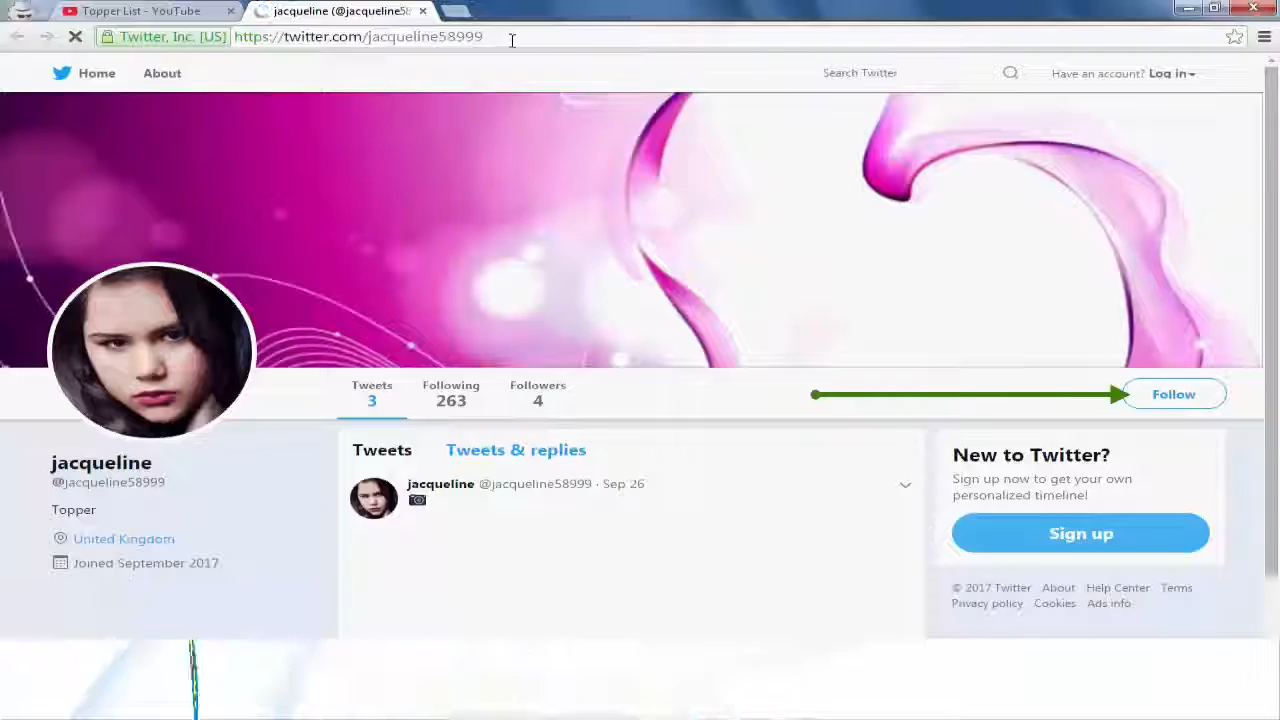 Topper List - YouTube
jacqueline (@jacqueline58
Twitter, Inc. [US] https://twitter.com/jacqueline58999
Home About Search Twitter Have an account? Log in
Tweets Following Followers
3 263 4
Follow
jacqueline
@jacqueline58999
Topper
United Kingdom
Joined September 2017
Tweets Tweets & replies
jacqueline @jacqueline58999 · Sep 26
New to Twitter?
Sign up now to get your own
personalized timeline!
Sign up
© 2017 Twitter About Help Center Terms
Privacy policy Cookies Ads info